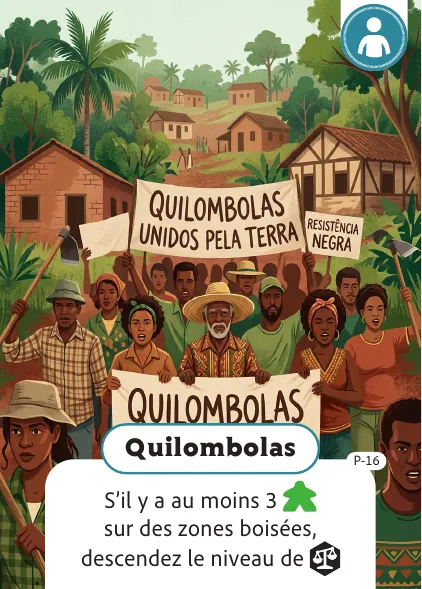 QUILOMBOLAS
UNIDOS PELA TERRA
RESISTÊNCIA
NEGRA
QUILOMBOLAS
Quilombolas
P-16
S'il y a au moins 3
sur des zones boisées,
descendez le niveau de